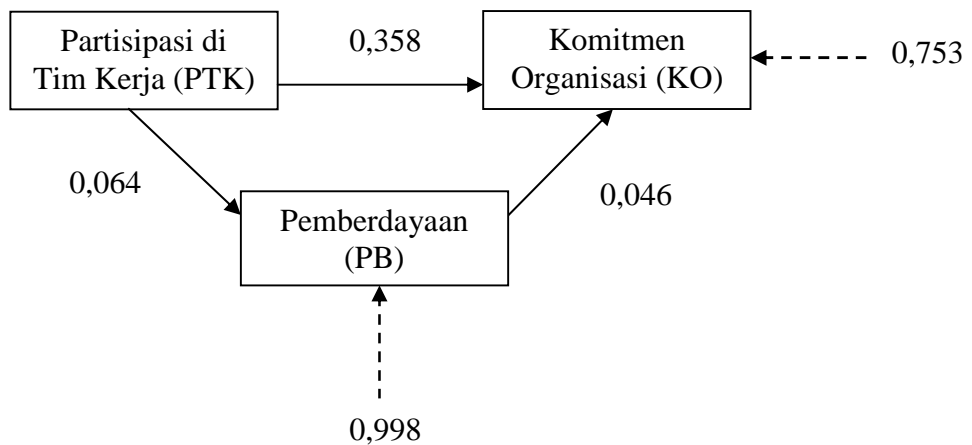 Partisipasi di
Tim Kerja (PTK)
0,358
Komitmen
Organisasi (KO)
0,753
0,064
Pemberdayaan
(PB)
0,046
0,998